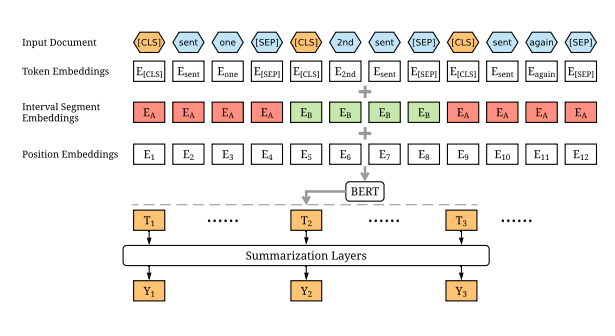 Input Document [CLS] sent one [SEP] [CLS] 2nd sent [SEP] [CLS] sent again [SEP]
Token Embeddings E[CLS] Esent Eone E[SEP] E[CLS] E2nd Esent E[SEP] E[CLS] Esent Eagain E[SEP]
+
Interval Segment
Embeddings EA EA EA EA EB EB EB EB EA EA EA EA
+
Position Embeddings E1 E2 E3 E4 E5 E6 E7 E8 E9 E10 E11 E12
BERT
T1 ...... T2 ...... T3 ......
Summarization Layers
Y1 Y2 Y3